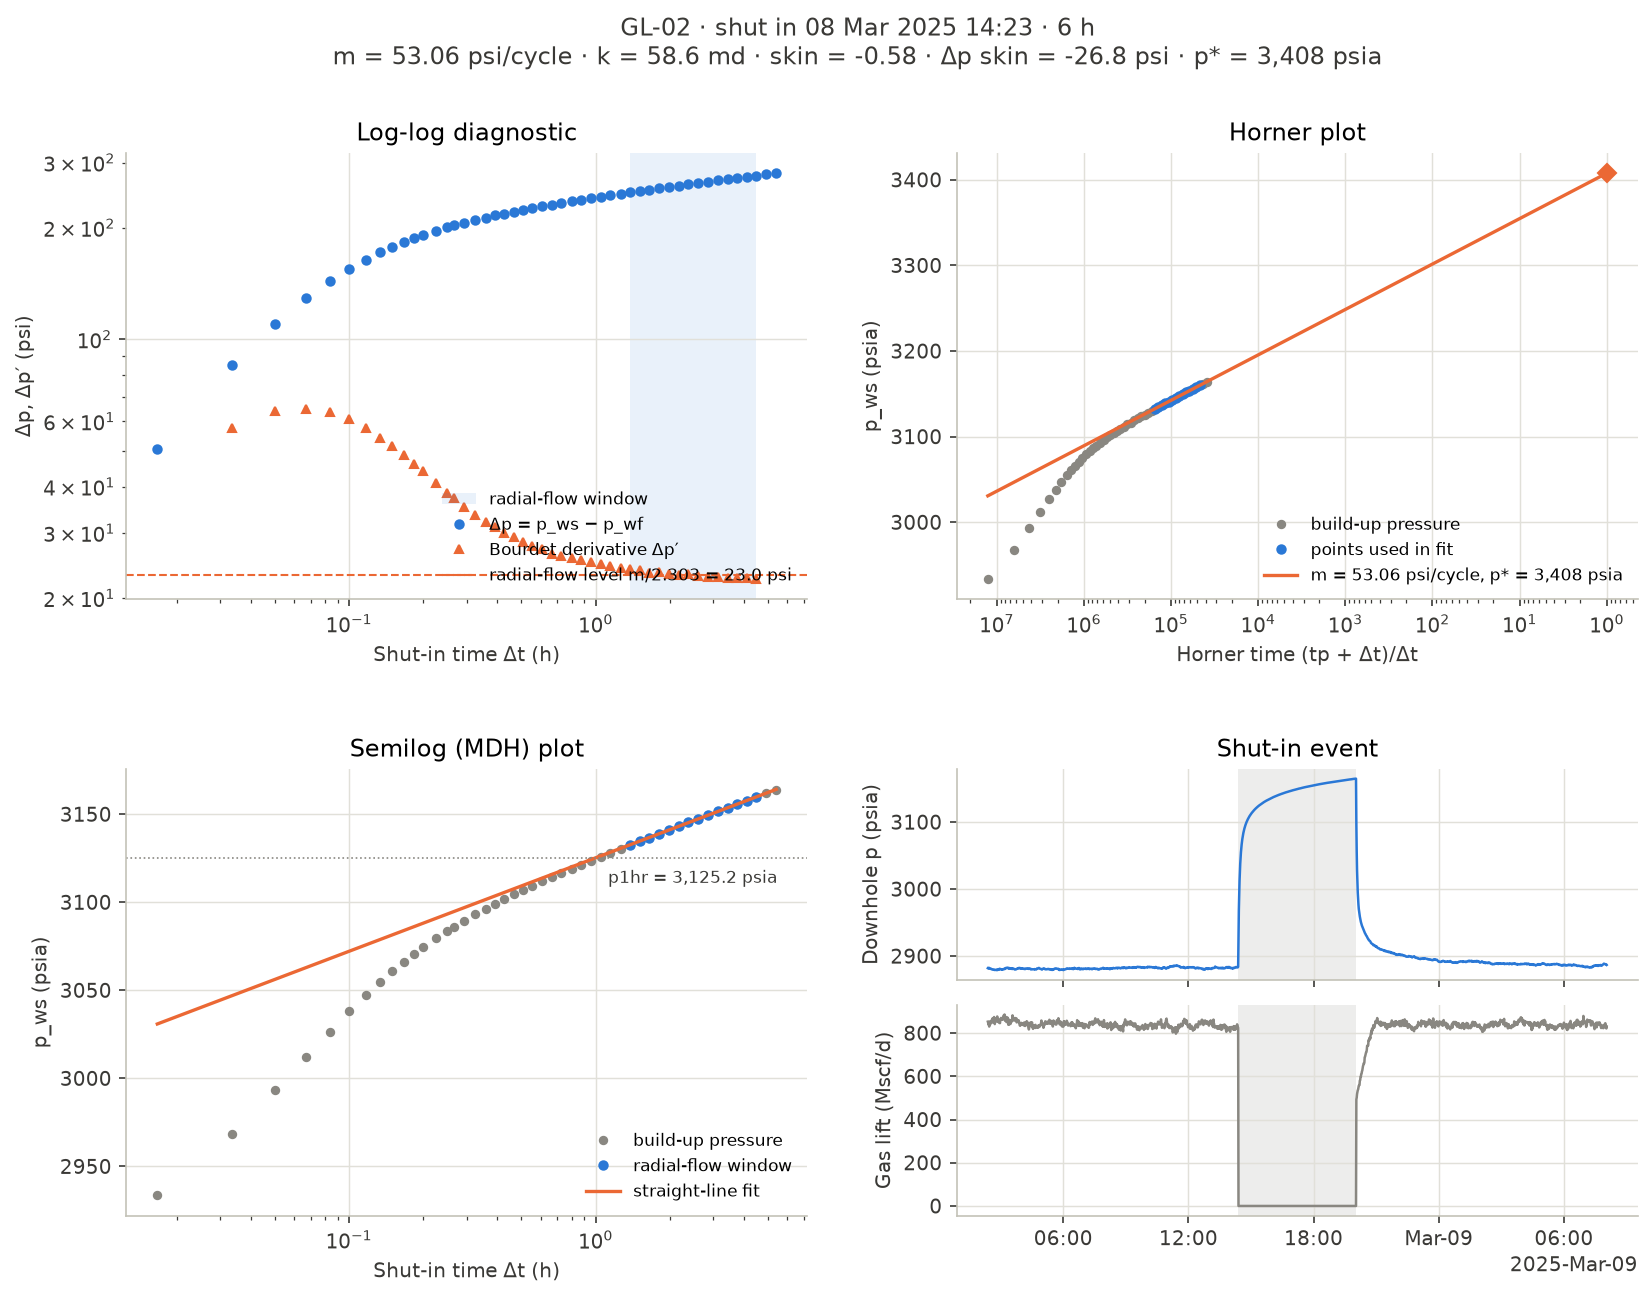 GL-02 · shut in 08 Mar 2025 14:23 · 6 h
m = 53.06 psi/cycle · k = 58.6 md · skin = -0.58 · Δp skin = -26.8 psi · p* = 3,408 psia
Log-log diagnostic
Δp, Δp′ (psi)
3 × 10²
2 × 10²
10²
6 × 10¹
4 × 10¹
3 × 10¹
2 × 10¹
radial-flow window
Δp = p_ws − p_wf
Bourdet derivative Δp′
radial-flow level m/2.303 = 23.0 psi
10⁻¹
10⁰
Shut-in time Δt (h)
Horner plot
p_ws (psia)
3400
3300
3200
3100
3000
build-up pressure
points used in fit
m = 53.06 psi/cycle, p* = 3,408 psia
10⁷
10⁶
10⁵
10⁴
10³
10²
10¹
10⁰
Horner time (tp + Δt)/Δt
Semilog (MDH) plot
p_ws (psia)
3150
3100
3050
3000
2950
p1hr = 3,125.2 psia
build-up pressure
radial-flow window
straight-line fit
10⁻¹
10⁰
Shut-in time Δt (h)
Shut-in event
Downhole p (psia)
3100
3000
2900
Gas lift (Mscf/d)
800
600
400
200
0
06:00
12:00
18:00
Mar-09
06:00
2025-Mar-09